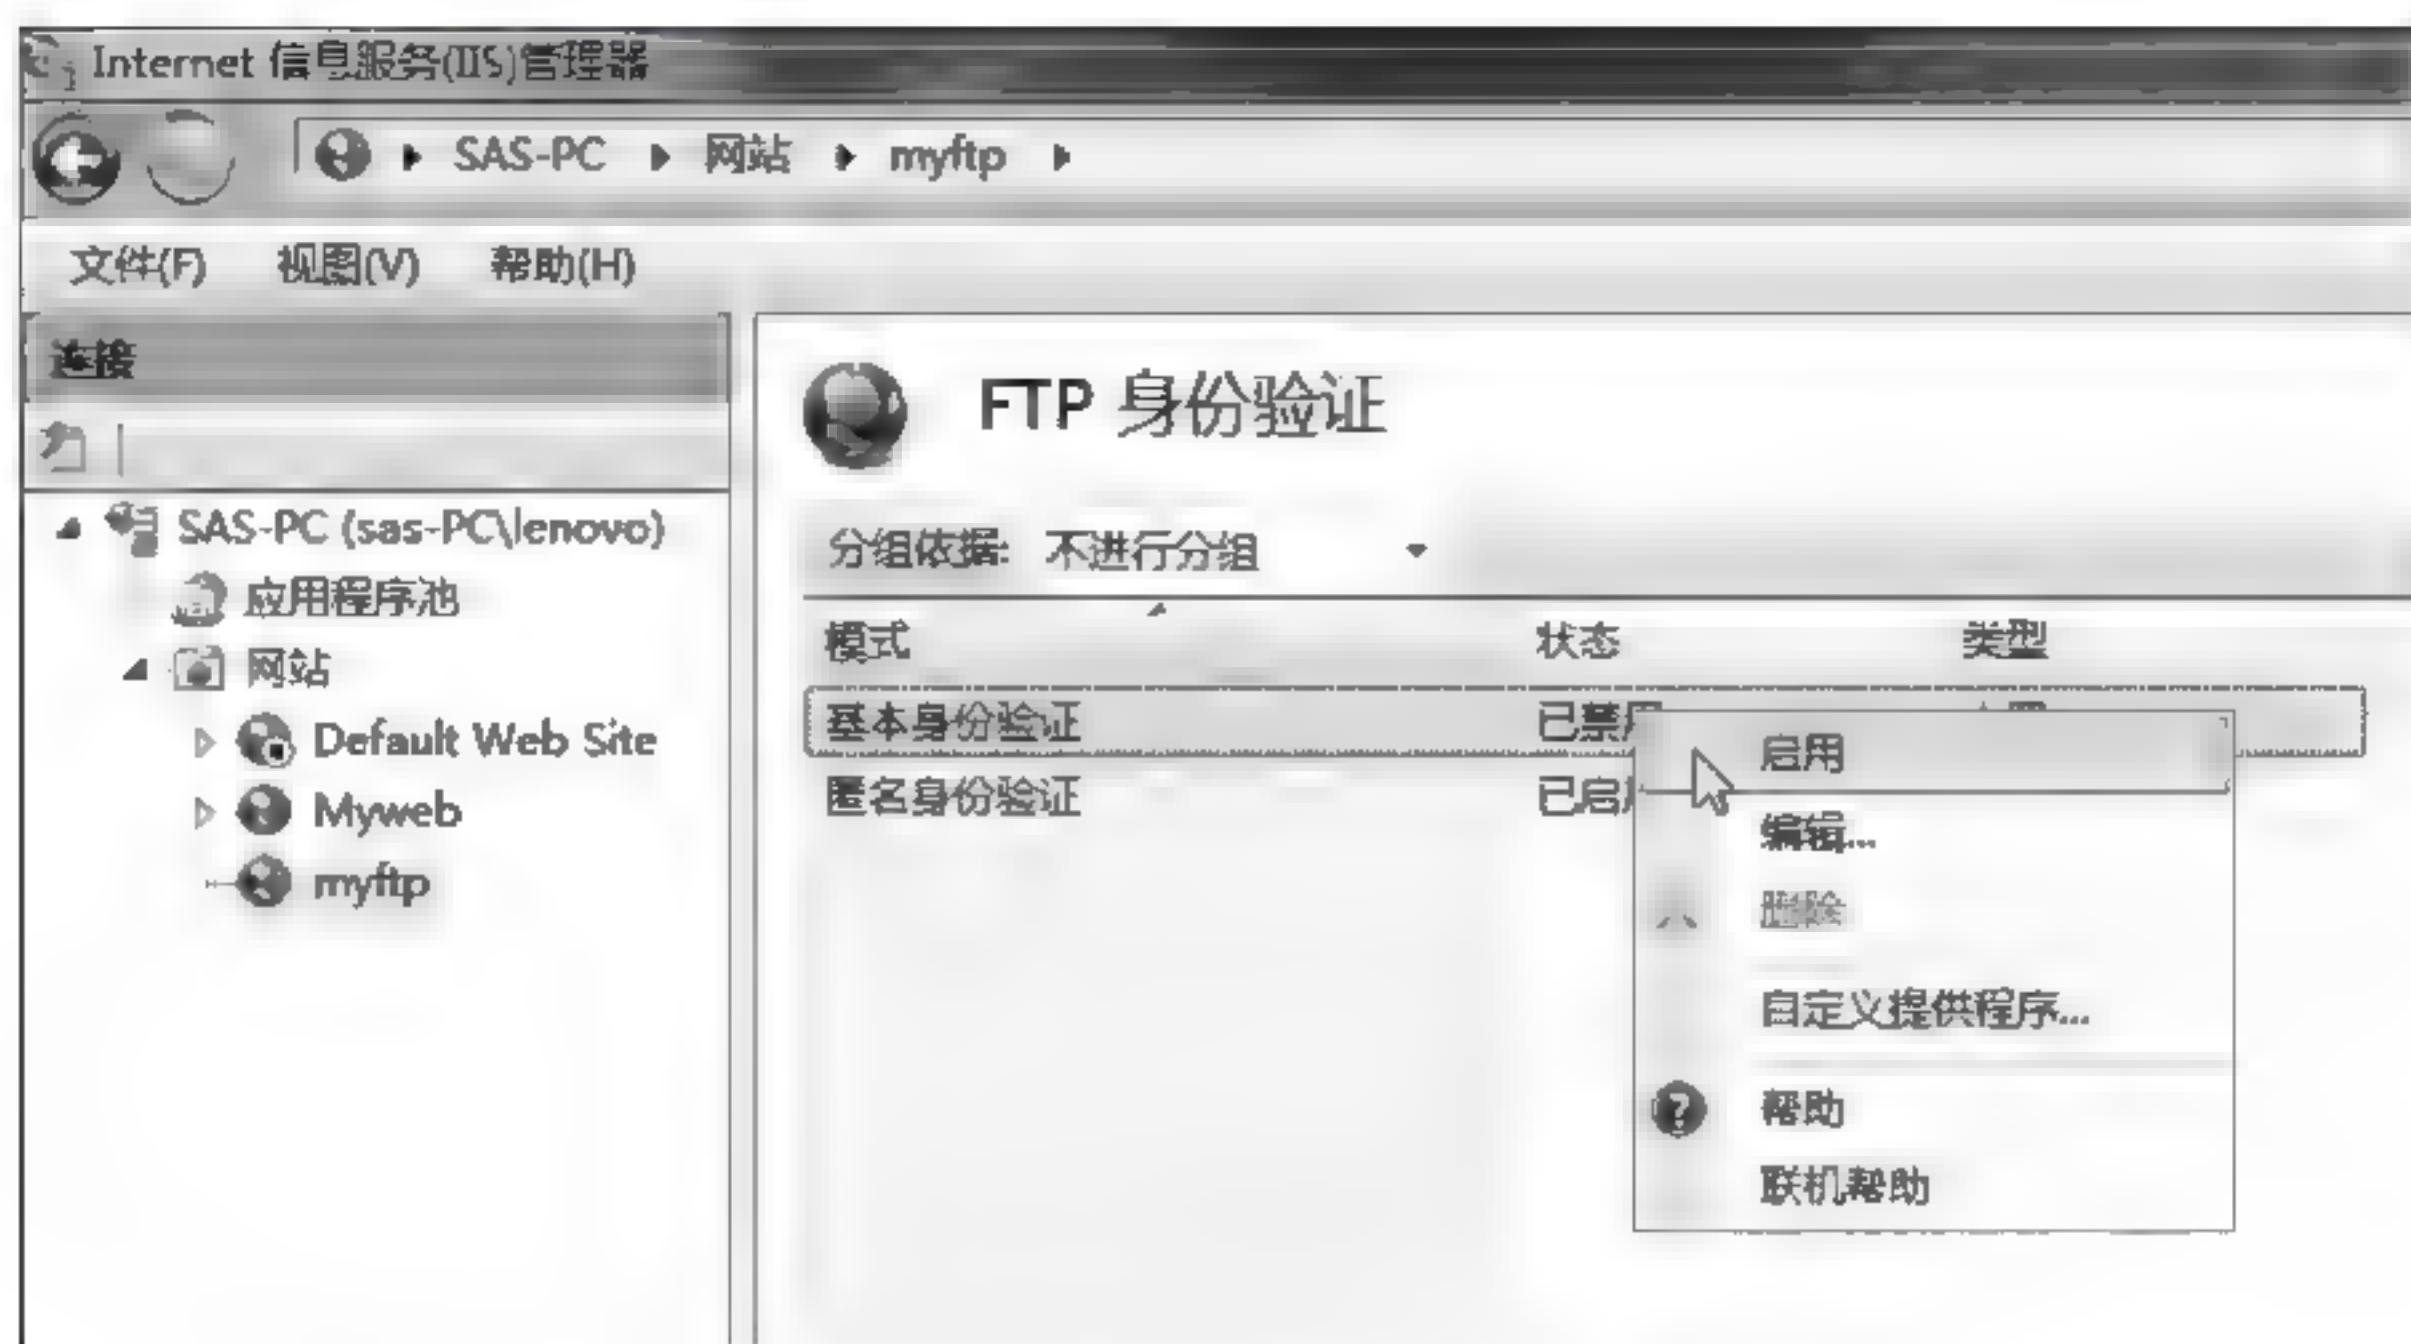 Internet 信息服务(IIS)管理器
SAS-PC 网站 myftp
文件(F) 视图(V) 帮助(H)
连接
SAS-PC (sas-PC\lenovo)
应用程序池
网站
Default Web Site
Myweb
myftp
FTP 身份验证
分组依据: 不进行分组
模式 状态 类型
基本身份验证 已禁
匿名身份验证 已启
启用
编辑...
删除
自定义提供程序...
帮助
联机帮助